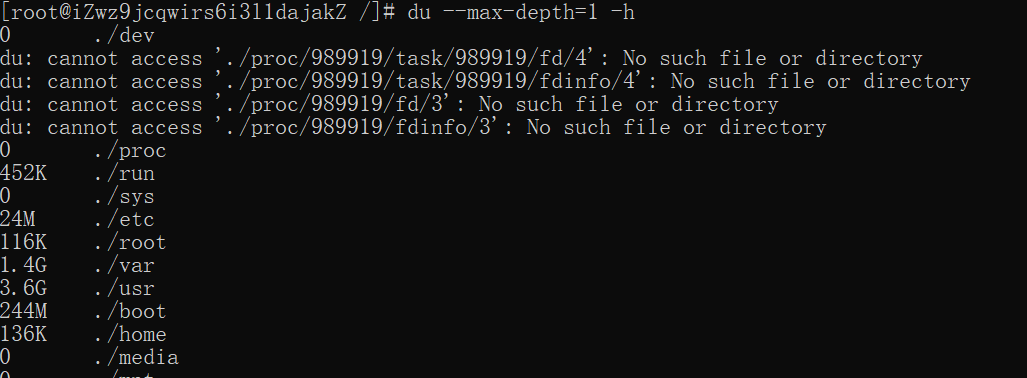 [root@iZwz9jcqwirs6i3lldajakZ /]# du --max-depth=1 -h
0 ./dev
du: cannot access './proc/989919/task/989919/fd/4': No such file or directory
du: cannot access './proc/989919/task/989919/fdinfo/4': No such file or directory
du: cannot access './proc/989919/fd/3': No such file or directory
du: cannot access './proc/989919/fdinfo/3': No such file or directory
0 ./proc
452K ./run
0 ./sys
24M ./etc
116K ./root
1.4G ./var
3.6G ./usr
244M ./boot
136K ./home
0 ./media